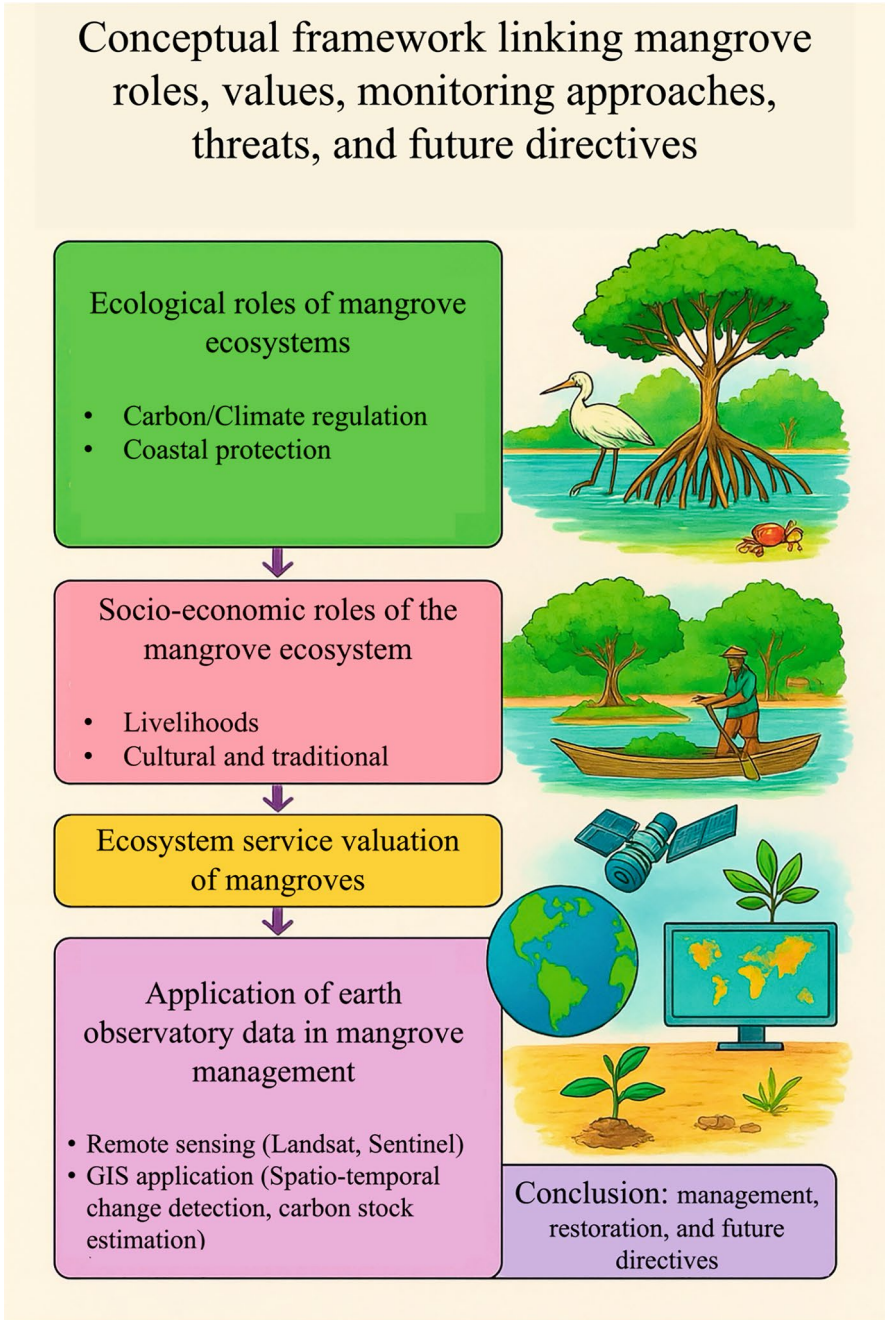 Conceptual framework linking mangrove
roles, values, monitoring approaches,
threats, and future directives
Ecological roles of mangrove
ecosystems
• Carbon/Climate regulation
• Coastal protection
Socio-economic roles of the
mangrove ecosystem
• Livelihoods
• Cultural and traditional
Ecosystem service valuation
of mangroves
Application of earth
observatory data in mangrove
management
• Remote sensing (Landsat, Sentinel)
• GIS application (Spatio-temporal
change detection, carbon stock
estimation)
Conclusion: management,
restoration, and future
directives